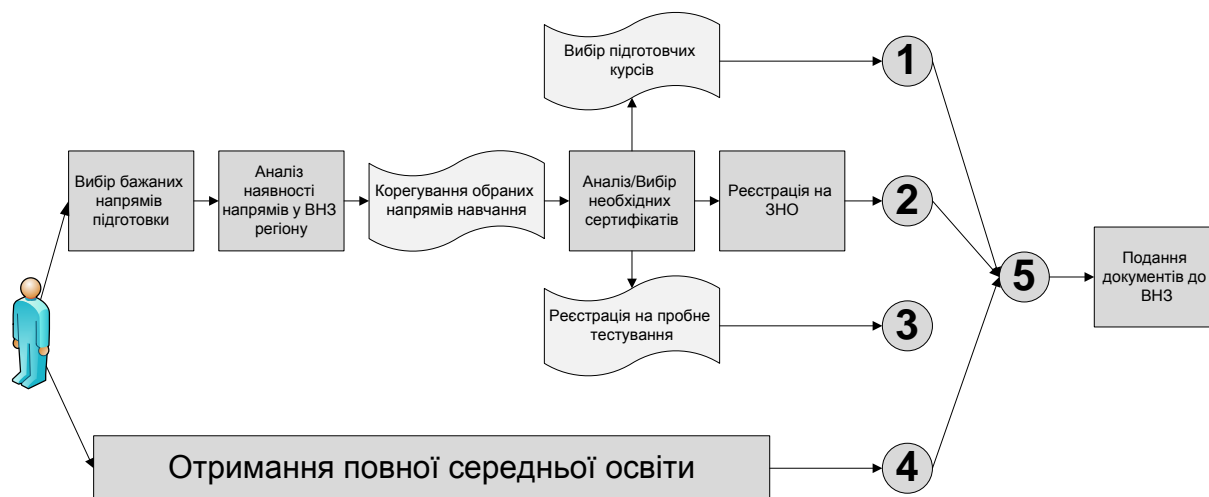 Вибір підготовчих
курсів
1
Вибір бажаних
напрямів
підготовки
Аналіз
наявності
напрямів у ВНЗ
регіону
Корегування обраних
напрямів навчання
Аналіз/Вибір
необхідних
сертифікатів
Реєстрація на
ЗНО
2
5
Подання
документів до
ВНЗ
Реєстрація на пробне
тестування
3
Отримання повної середньої освіти
4